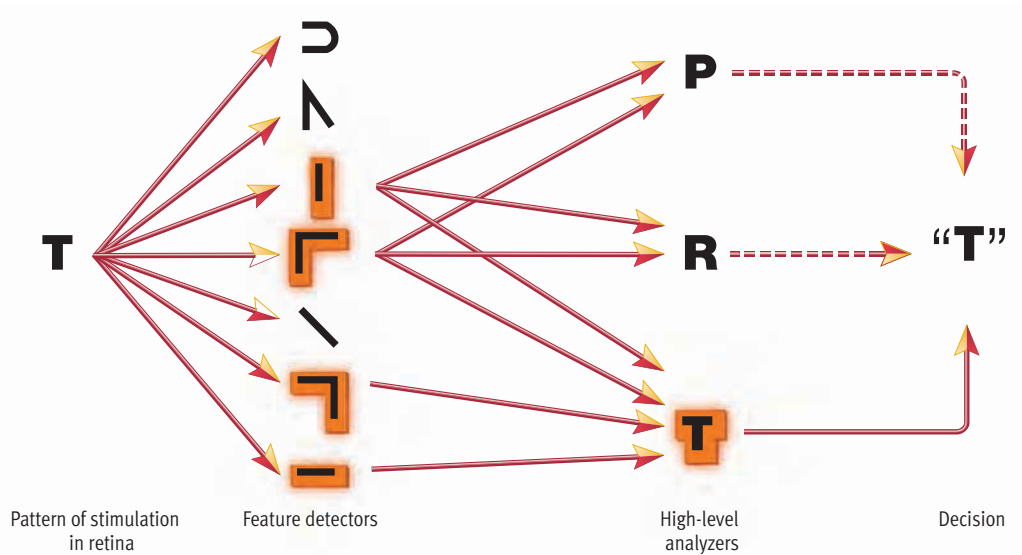 P
T
R
“T”
T
Pattern of stimulation
in retina
Feature detectors
High-level
analyzers
Decision